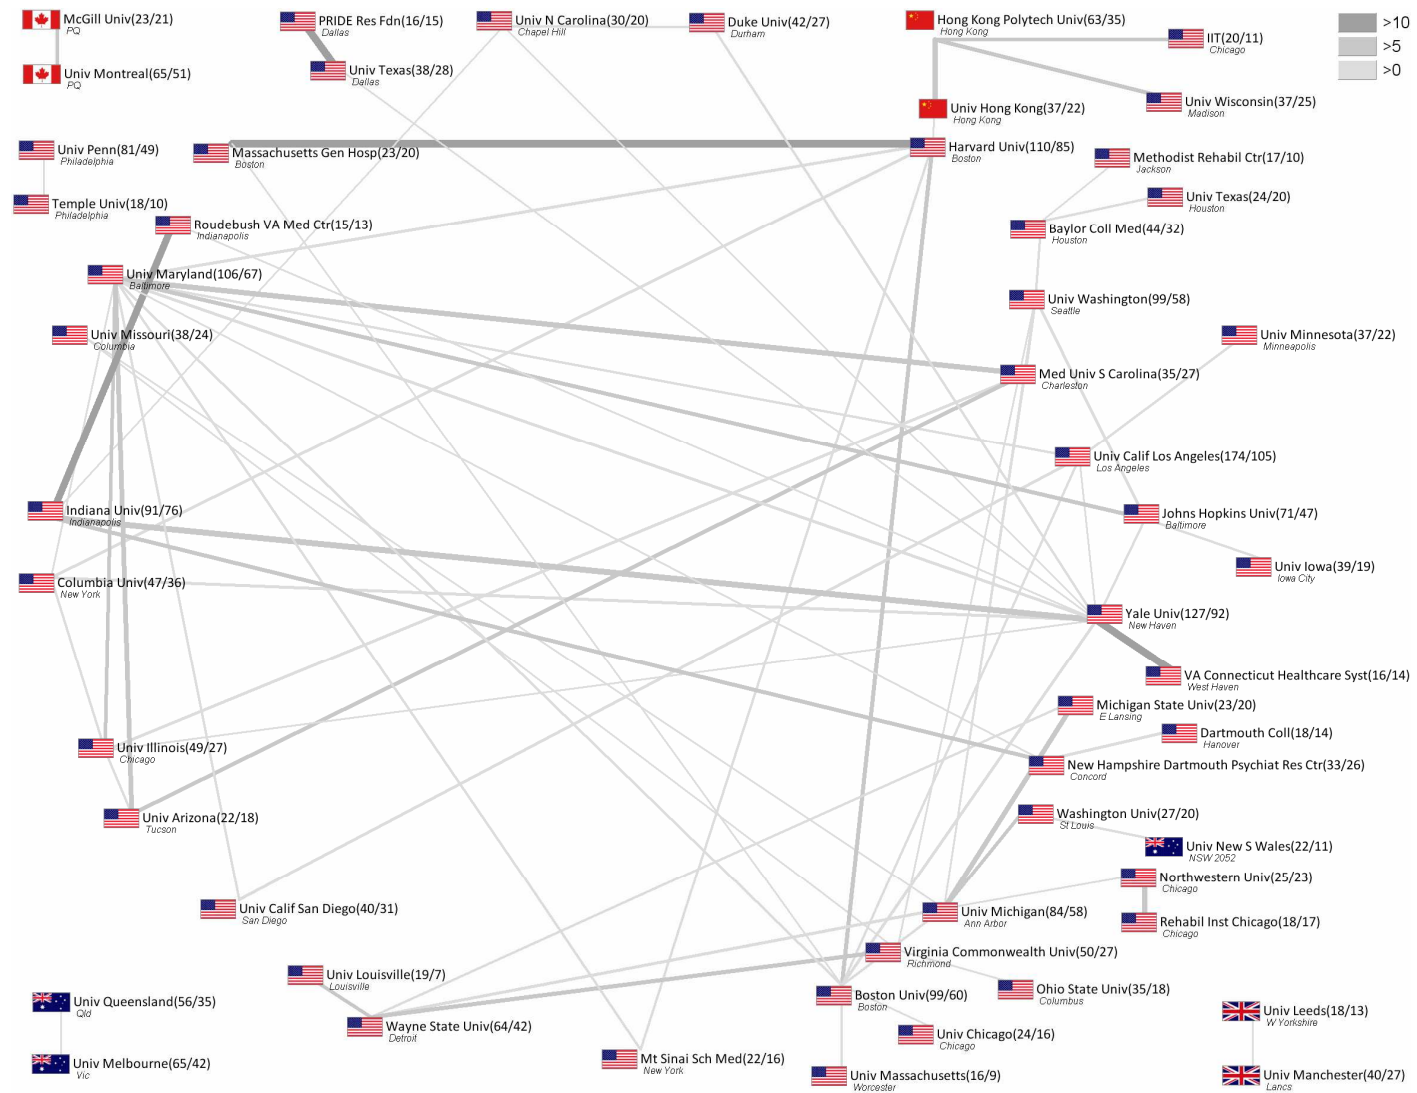 McGill Univ(23/21)
PQ
PRIDE Res Fdn(16/15)
Dallas
Univ N Carolina(30/20)
Chapel Hill
Duke Univ(42/27)
Durham
Hong Kong Polytech Univ(63/35)
Hong Kong
>10
IIT(20/11)
Chicago
>5
Univ Montreal(65/51)
PQ
Univ Texas(38/28)
Dallas
>0
Univ Hong Kong(37/22)
Hong Kong
Univ Wisconsin(37/25)
Madison
Univ Penn(81/49)
Philadelphia
Massachusetts Gen Hosp(23/20)
Boston
Harvard Univ(110/85)
Boston
Methodist Rehabil Ctr(17/10)
Jackson
Temple Univ(18/10)
Philadelphia
Univ Texas(24/20)
Houston
Roudebush VA Med Ctr(15/13)
Indianapolis
Baylor Coll Med(44/32)
Houston
Univ Maryland(106/67)
Baltimore
Univ Washington(99/58)
Seattle
Univ Missouri(38/24)
Columbia
Univ Minnesota(37/22)
Minneapolis
Med Univ S Carolina(35/27)
Charleston
Univ Calif Los Angeles(174/105)
Los Angeles
Indiana Univ(91/76)
Indianapolis
Johns Hopkins Univ(71/47)
Baltimore
Univ Iowa(39/19)
Iowa City
Columbia Univ(47/36)
New York
Yale Univ(127/92)
New Haven
VA Connecticut Healthcare Syst(16/14)
West Haven
Michigan State Univ(23/20)
E Lansing
Dartmouth Coll(18/14)
Hanover
Univ Illinois(49/27)
Chicago
New Hampshire Dartmouth Psychiat Res Ctr(33/26)
Concord
Univ Arizona(22/18)
Tucson
Washington Univ(27/20)
St Louis
Univ New S Wales(22/11)
NSW 2052
Northwestern Univ(25/23)
Chicago
Univ Calif San Diego(40/31)
San Diego
Univ Michigan(84/58)
Ann Arbor
Rehabil Inst Chicago(18/17)
Chicago
Virginia Commonwealth Univ(50/27)
Richmond
Univ Louisville(19/7)
Louisville
Ohio State Univ(35/18)
Columbus
Boston Univ(99/60)
Boston
Univ Queensland(56/35)
Qld
Univ Leeds(18/13)
W Yorkshire
Wayne State Univ(64/42)
Detroit
Univ Chicago(24/16)
Chicago
Univ Melbourne(65/42)
Vic
Mt Sinai Sch Med(22/16)
New York
Univ Massachusetts(16/9)
Worcester
Univ Manchester(40/27)
Lancs